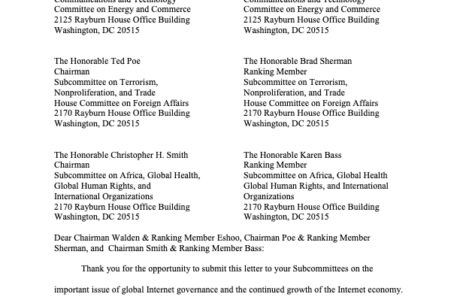 Communications and Technology
Committee on Energy and Commerce
2125 Rayburn House Office Building
Washington, DC 20515
Communications and Technology
Committee on Energy and Commerce
2125 Rayburn House Office Building
Washington, DC 20515
The Honorable Ted Poe
Chairman
Subcommittee on Terrorism,
Nonproliferation, and Trade
House Committee on Foreign Affairs
2170 Rayburn House Office Building
Washington, DC 20515
The Honorable Brad Sherman
Ranking Member
Subcommittee on Terrorism,
Nonproliferation, and Trade
House Committee on Foreign Affairs
2170 Rayburn House Office Building
Washington, DC 20515
The Honorable Christopher H. Smith
Chairman
Subcommittee on Africa, Global Health,
Global Human Rights, and
International Organizations
2170 Rayburn House Office Building
Washington, DC 20515
The Honorable Karen Bass
Ranking Member
Subcommittee on Africa, Global Health
Global Human Rights, and International
Organizations
2170 Rayburn House Office Building
Washington, DC 20515
Dear Chairman Walden & Ranking Member Eshoo, Chairman Poe & Ranking Member
Sherman, and Chairman Smith & Ranking Member Bass:
Thank you for the opportunity to submit this letter to your Subcommittees on the
important issue of global Internet governance and the continued growth of the Internet economy.